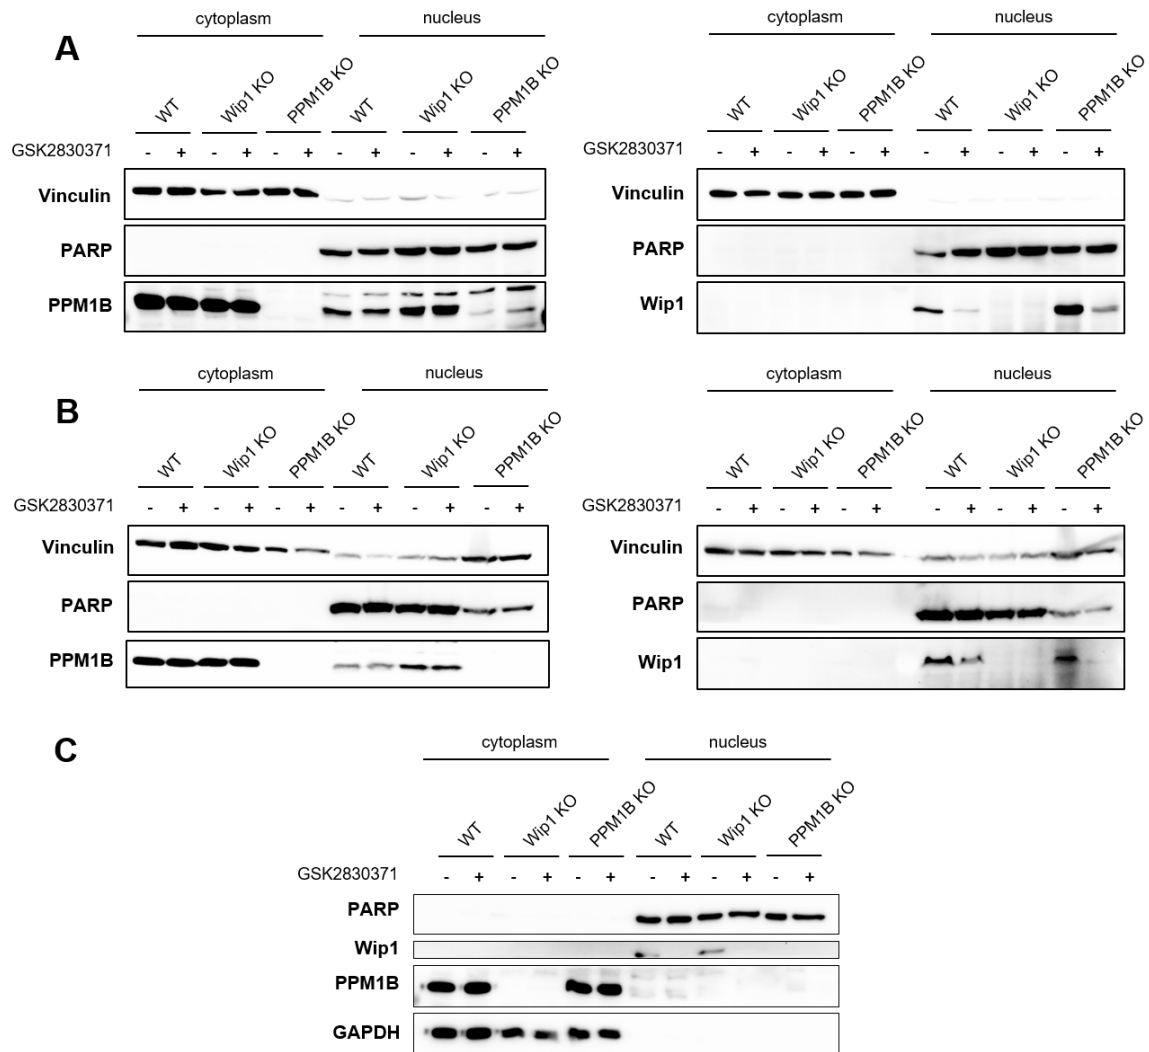 A
cytoplasm nucleus
WT Wip1 KO PPM1B KO WT Wip1 KO PPM1B KO
GSK2830371 - + - + - + - + - + - +
Vinculin
PARP
PPM1B
cytoplasm nucleus
WT Wip1 KO PPM1B KO WT Wip1 KO PPM1B KO
GSK2830371 - + - + - + - + - + - +
Vinculin
PARP
Wip1
B
cytoplasm nucleus
WT Wip1 KO PPM1B KO WT Wip1 KO PPM1B KO
GSK2830371 - + - + - + - + - + - +
Vinculin
PARP
PPM1B
cytoplasm nucleus
WT Wip1 KO PPM1B KO WT Wip1 KO PPM1B KO
GSK2830371 - + - + - + - + - + - +
Vinculin
PARP
Wip1
C
cytoplasm nucleus
WT Wip1 KO PPM1B KO WT Wip1 KO PPM1B KO
GSK2830371 - + - + - + - + - + - +
PARP
Wip1
PPM1B
GAPDH